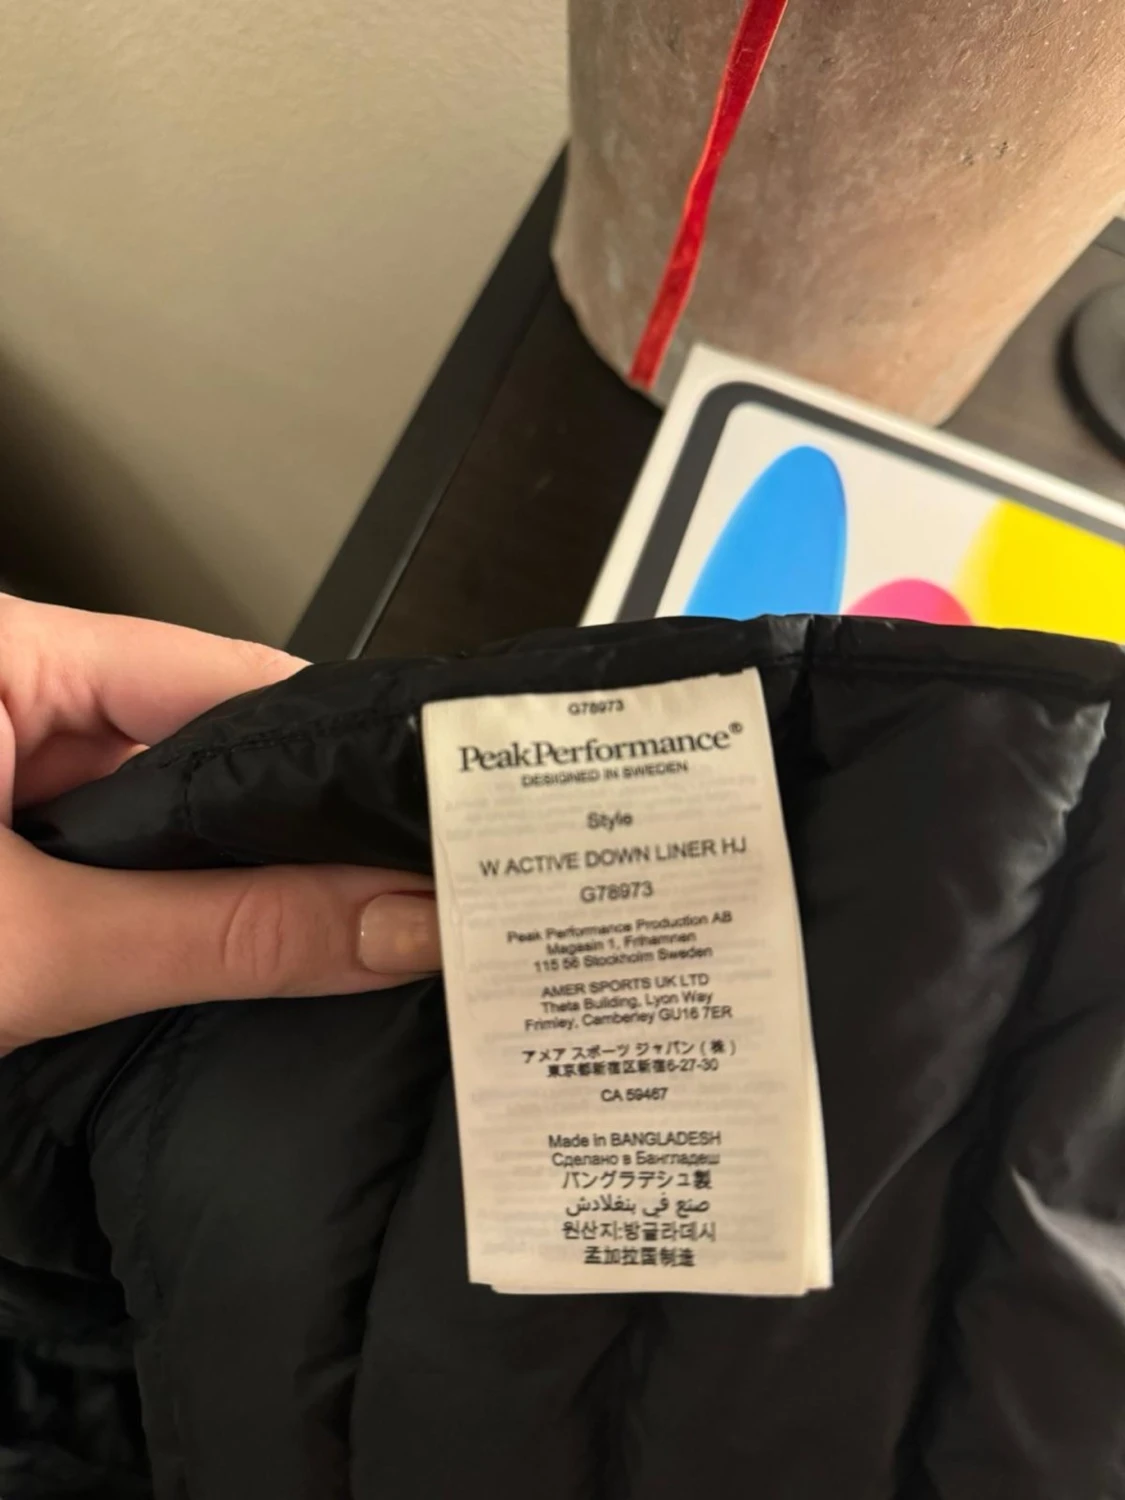 G78973
PeakPerformance®
DESIGNED IN SWEDEN
Style
W ACTIVE DOWN LINER HJ
G78973
Peak Performance Production AB
Magasin 1, Frihamnen
115 56 Stockholm Sweden
AMER SPORTS UK LTD
Theta Building, Lyon Way
Frimley, Camberley GU16 7ER
アメア スポーツ ジャパン (株)
東京都新宿区新宿6-27-30
CA 59467
Made in BANGLADESH
Сделано в Бангладеш
バングラデシュ製
صنع في بنغلادش
원산지:방글라데시
孟加拉国制造